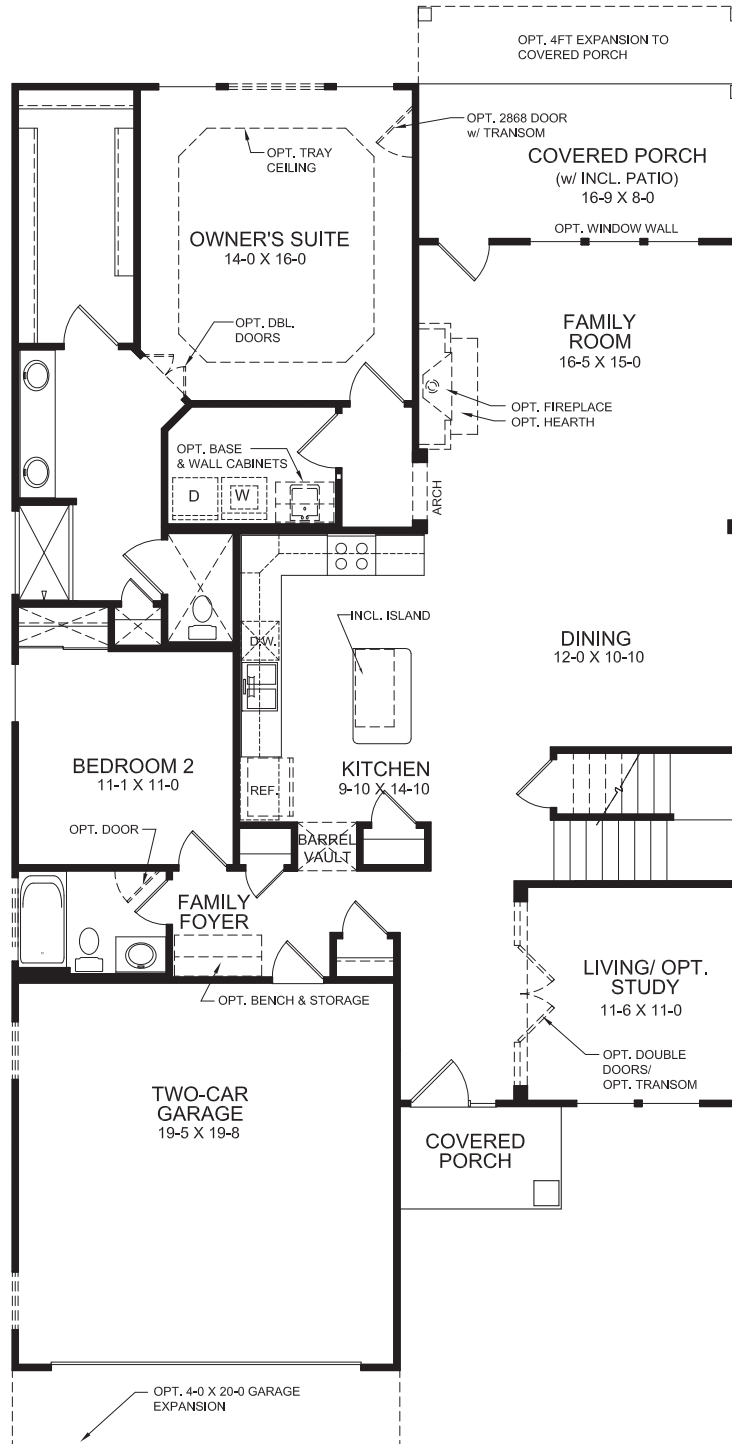 OPT. 4FT EXPANSION TO
COVERED PORCH
OPT. 2868 DOOR
w/ TRANSOM
OPT. TRAY
CEILING
COVERED PORCH
(w/ INCL. PATIO)
16-9 X 8-0
OPT. WINDOW WALL
OWNER'S SUITE
14-0 X 16-0
OPT. DBL.
DOORS
FAMILY
ROOM
16-5 X 15-0
OPT. FIREPLACE
OPT. HEARTH
OPT. BASE
& WALL CABINETS
D
W
ARCH
INCL. ISLAND
D.W.
DINING
12-0 X 10-10
BEDROOM 2
11-1 X 11-0
KITCHEN
9-10 X 14-10
REF.
OPT. DOOR
BARREL
VAULT
FAMILY
FOYER
LIVING/ OPT.
STUDY
11-6 X 11-0
OPT. BENCH & STORAGE
OPT. DOUBLE
DOORS/
OPT. TRANSOM
TWO-CAR
GARAGE
19-5 X 19-8
COVERED
PORCH
OPT. 4-0 X 20-0 GARAGE
EXPANSION